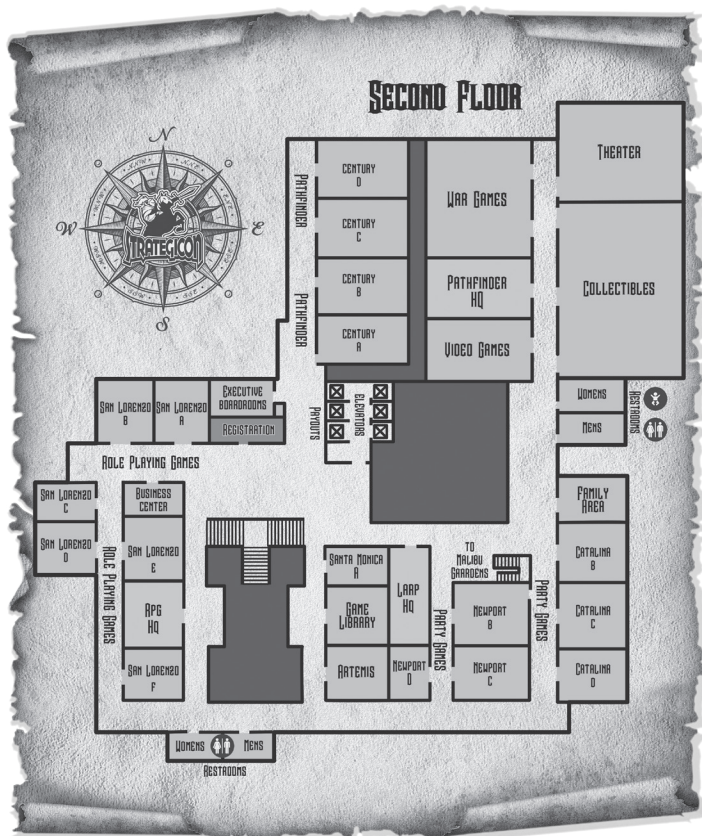 SECOND FLOOR
N
W
E
S
STRATEGICON
THEATER
COLLECTIBLES
CENTURY
D
CENTURY
C
CENTURY
B
CENTURY
A
PATHFINDER
PATHFINDER
WAR GAMES
PATHFINDER
HQ
VIDEO GAMES
WOMENS
MENS
RESTROOMS
SAN LORENZO
B
SAN LORENZO
A
EXECUTIVE
BOARDROOMS
REGISTRATION
PAYOUTS
ELEVATORS
ROLE PLAYING GAMES
SAN LORENZO
C
SAN LORENZO
D
ROLE PLAYING GAMES
BUSINESS
CENTER
SAN LORENZO
E
RPG
HQ
SAN LORENZO
F
SANTA MONICA
A
GAME
LIBRARY
ARTEMIS
LARP
HQ
NEWPORT
D
PARTY GAMES
TO
MALIBU
GAARDENS
NEWPORT
B
NEWPORT
C
PARTY GAMES
FAMILY
AREA
CATALINA
B
CATALINA
C
CATALINA
D
WOMENS
MENS
RESTROOMS